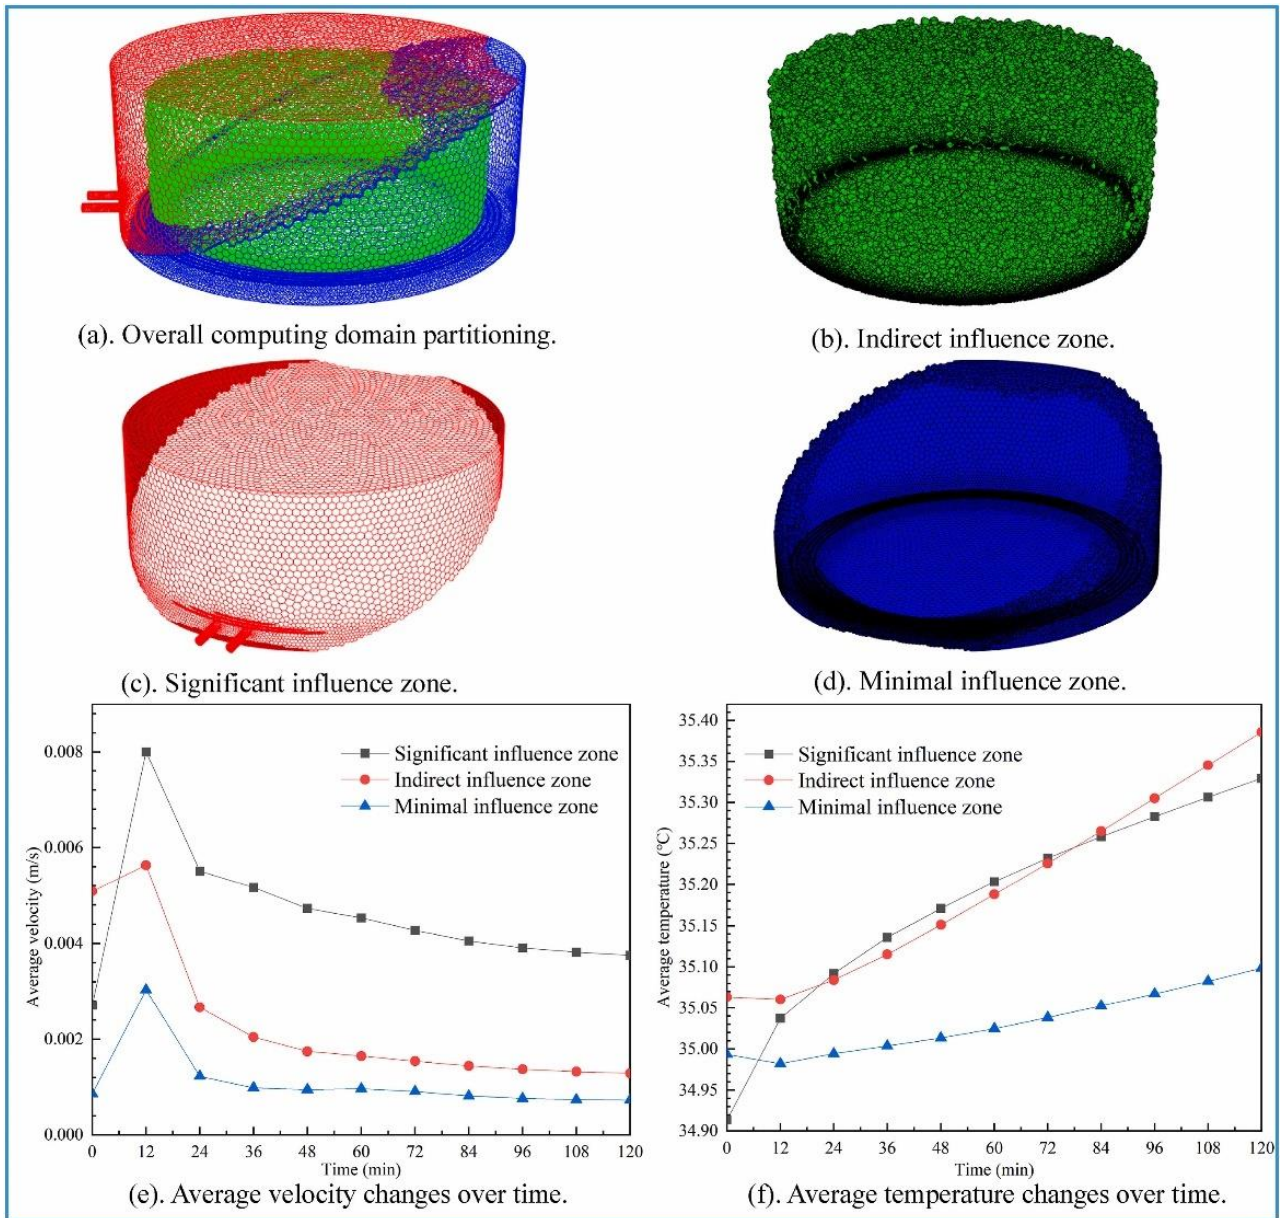 (a). Overall computing domain partitioning.
(b). Indirect influence zone.
(c). Significant influence zone.
(d). Minimal influence zone.
0.008
0.006
0.004
0.002
0.000
Average velocity (m/s)
Significant influence zone
Indirect influence zone
Minimal influence zone
0 12 24 36 48 60 72 84 96 108 120
Time (min)
(e). Average velocity changes over time.
35.40
35.35
35.30
35.25
35.20
35.15
35.10
35.05
35.00
34.95
34.90
Average temperature (°C)
Significant influence zone
Indirect influence zone
Minimal influence zone
0 12 24 36 48 60 72 84 96 108 120
Time (min)
(f). Average temperature changes over time.